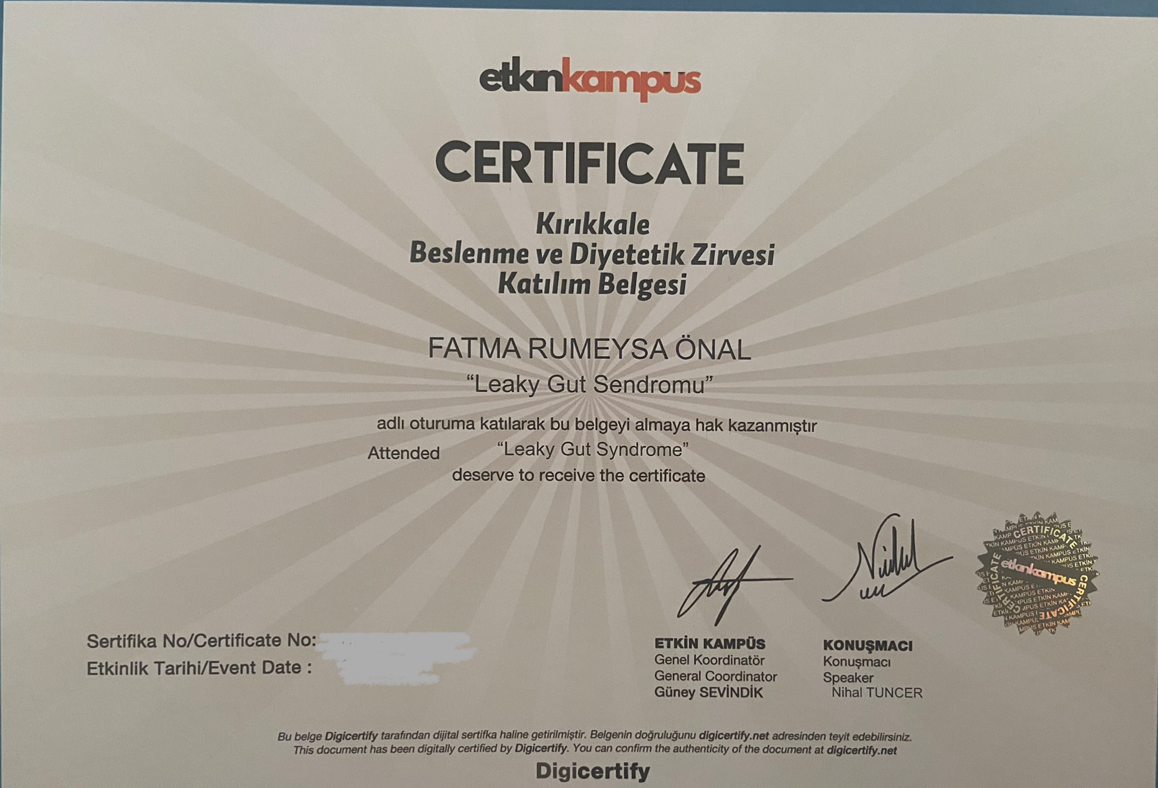 etkinkampus
CERTIFICATE
Kırıkkale
Beslenme ve Diyetetik Zirvesi
Katılım Belgesi
FATMA RUMEYSA ÖNAL
“Leaky Gut Sendromu”
adlı oturuma katılarak bu belgeyi almaya hak kazanmıştır
Attended “Leaky Gut Syndrome”
deserve to receive the certificate
CERTIFICATE
etkinkampus
CERTIFICATE
Sertifika No/Certificate No:
Etkinlik Tarihi/Event Date :
ETKİN KAMPÜS
Genel Koordinatör
General Coordinator
Güney SEVİNDİK
KONUŞMACI
Konuşmacı
Speaker
Nihal TUNCER
Bu belge Digicertify tarafından dijital sertifka haline getirilmiştir. Belgenin doğruluğunu digicertify.net adresinden teyit edebilirsiniz.
This document has been digitally certified by Digicertify. You can confirm the authenticity of the document at digicertify.net
Digicertify